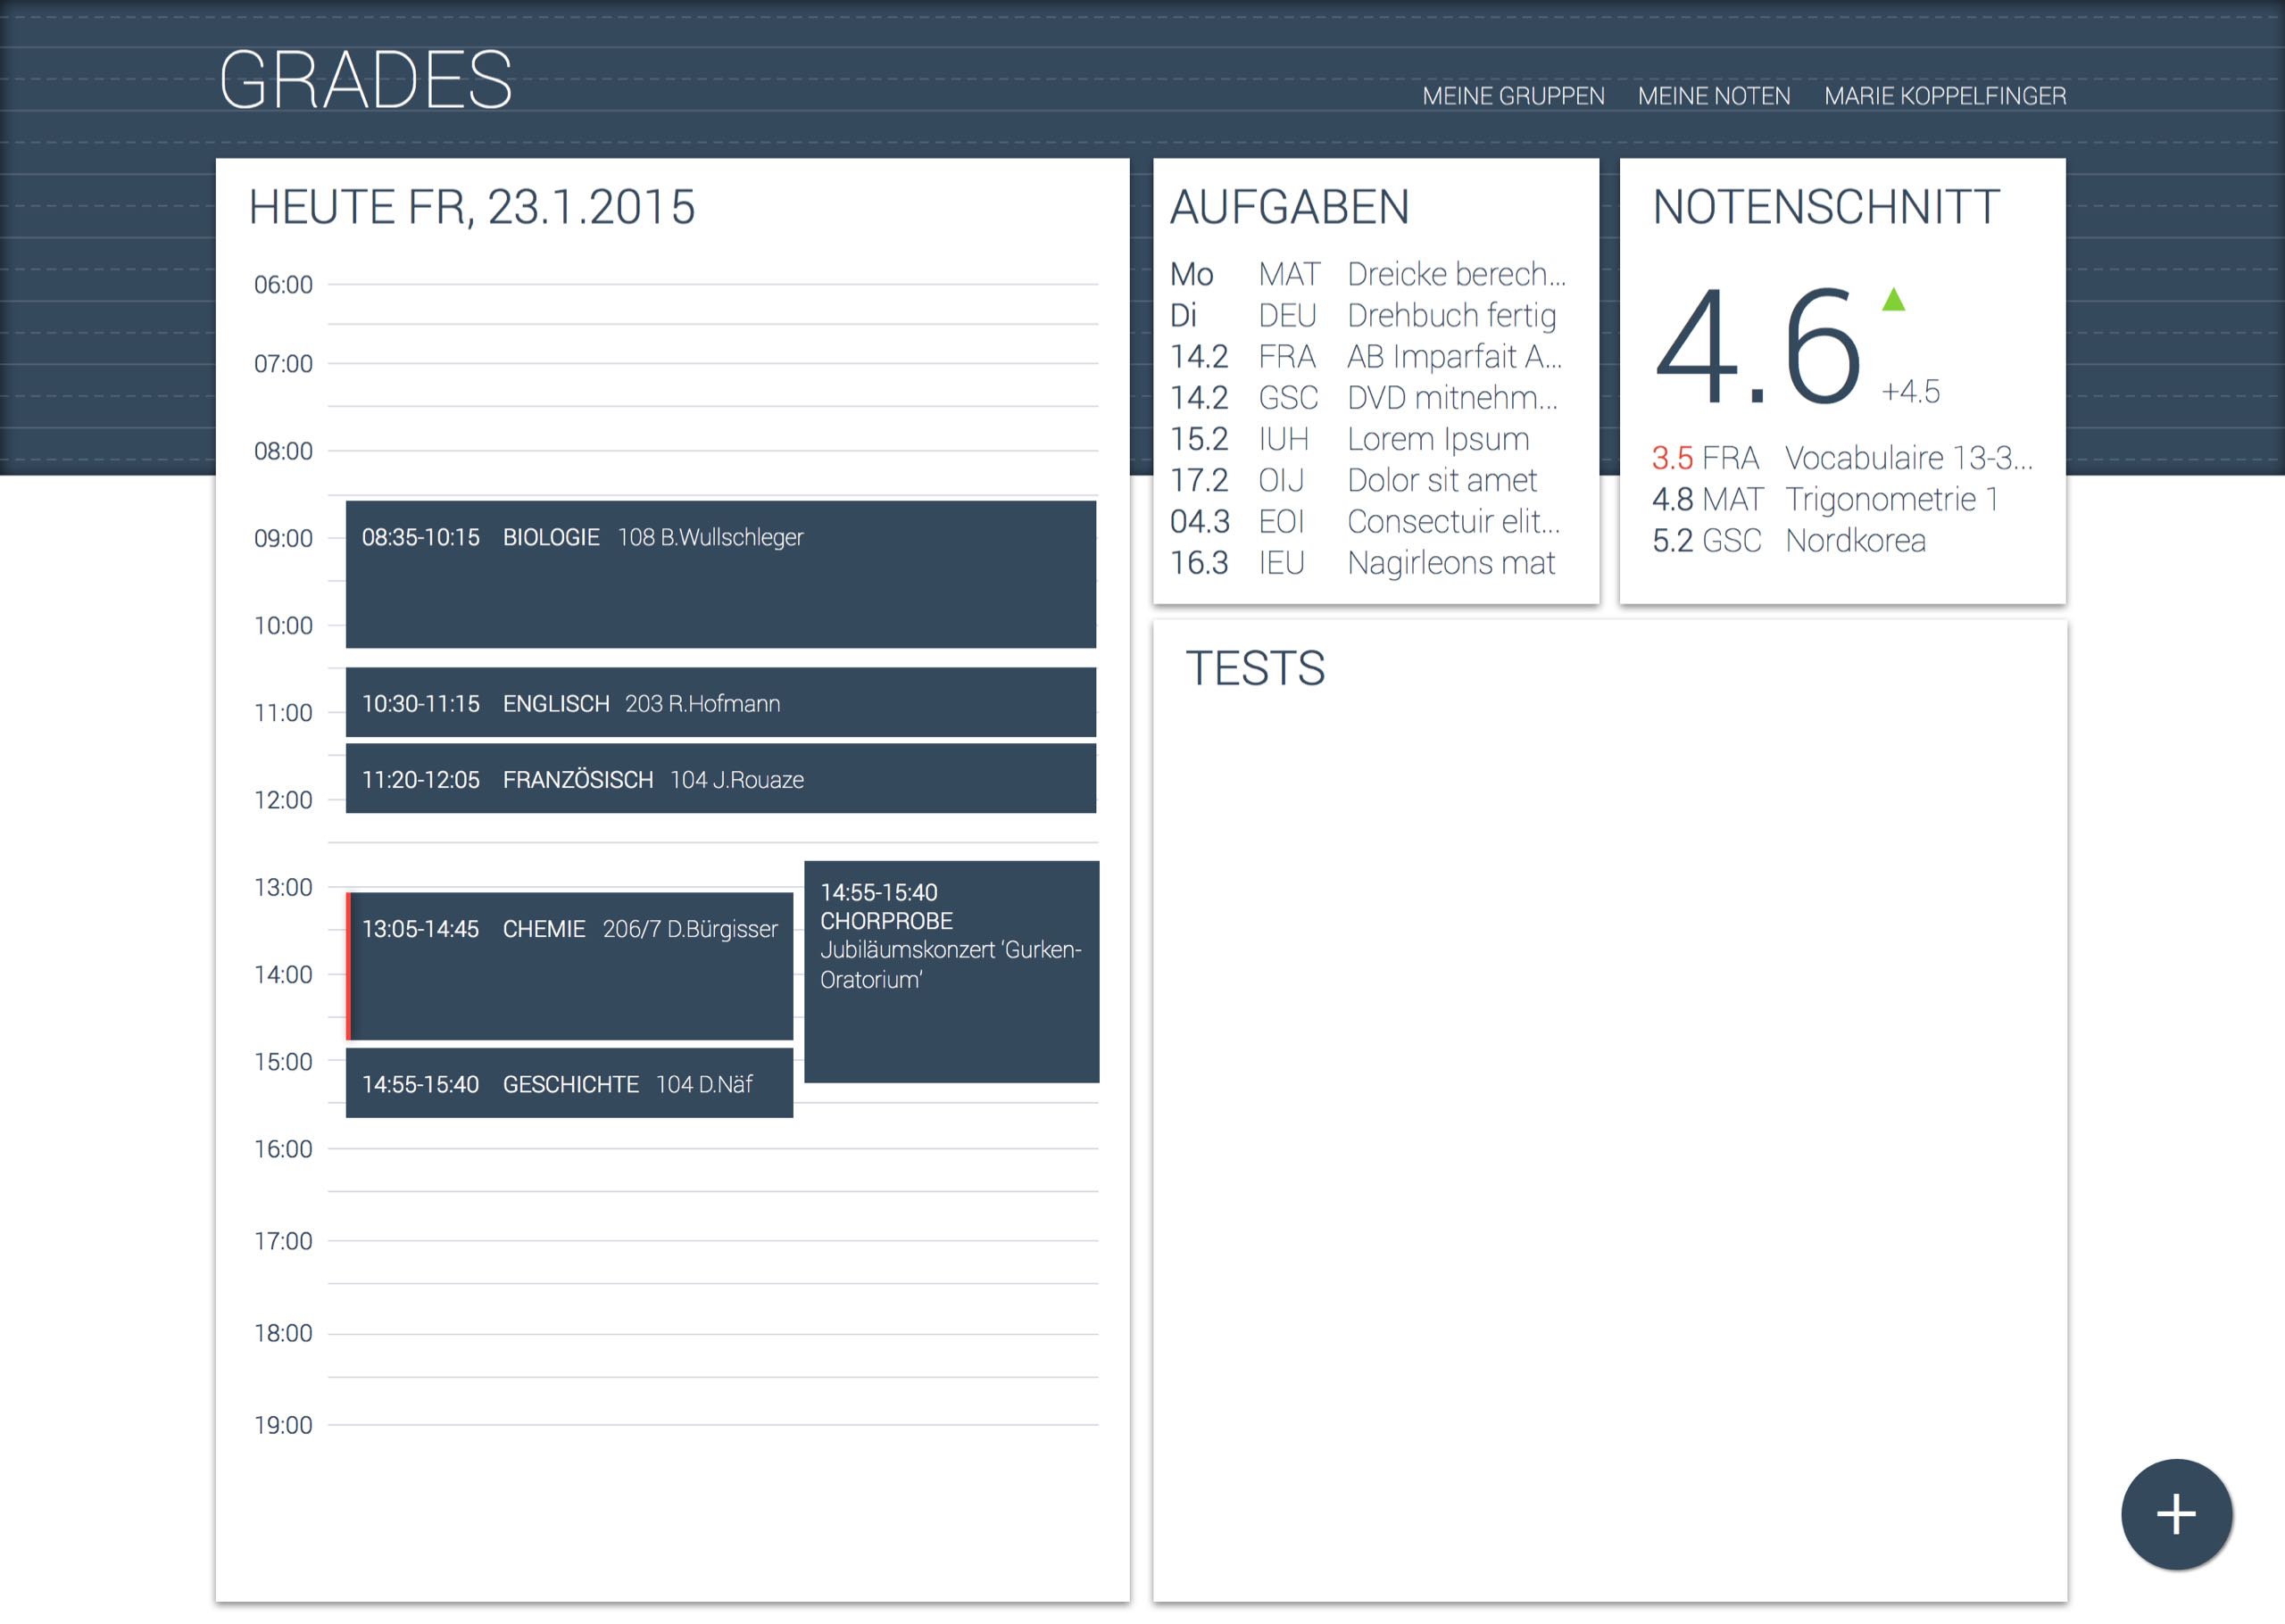 GRADES
MEINE GRUPPEN MEINE NOTEN MARIE KOPPELFINGER
HEUTE FR, 23.1.2015
06:00
07:00
08:00
09:00
10:00
11:00
12:00
13:00
14:00
15:00
16:00
17:00
18:00
19:00
08:35-10:15 BIOLOGIE 108 B.Wullschleger
10:30-11:15 ENGLISCH 203 R.Hofmann
11:20-12:05 FRANZÖSISCH 104 J.Rouaze
13:05-14:45 CHEMIE 206/7 D.Bürgisser
14:55-15:40 GESCHICHTE 104 D.Näf
14:55-15:40
CHORPROBE
Jubiläumskonzert ‘Gurken-
Oratorium’
AUFGABEN
Mo MAT Dreicke berech...
Di DEU Drehbuch fertig
14.2 FRA AB Imparfait A...
14.2 GSC DVD mitnehm...
15.2 IUH Lorem Ipsum
17.2 OIJ Dolor sit amet
04.3 EOI Consectuir elit...
16.3 IEU Nagirleons mat
NOTENSCHNITT
4.6 ▲
+4.5
3.5 FRA Vocabulaire 13-3...
4.8 MAT Trigonometrie 1
5.2 GSC Nordkorea
TESTS
+